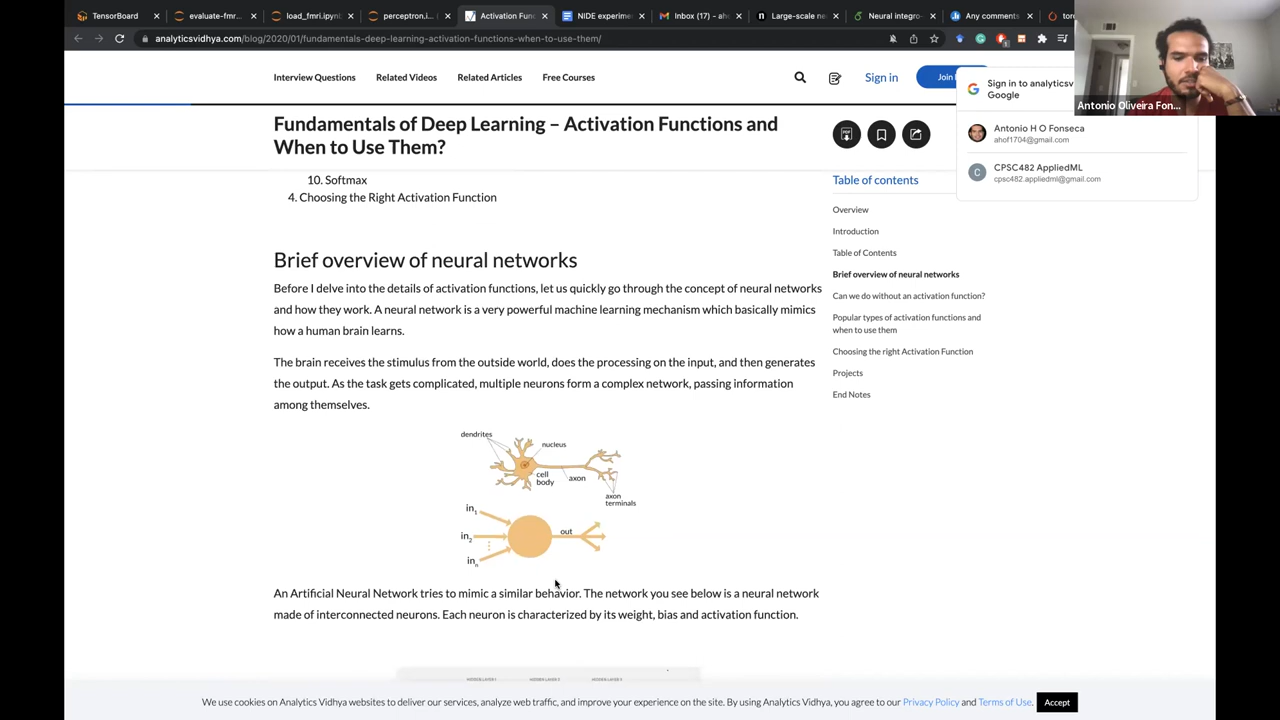 TensorBoard
evaluate-fmr...
load_fmri.ipyn
perceptron.i...
Activation Func
NIDE experime
Inbox (17) - ah
Large-scale ne
Neural integro-
Any comments
analyticsvidhya.com/blog/2020/01/fundamentals-deep-learning-activation-functions-when-to-use-them/
Interview Questions
Related Videos
Related Articles
Free Courses
Sign in
Join
Sign in to analyticsv
Google
Antonio Oliveira Fon...
Antonio H O Fonseca
ahof1704@gmail.com
C
CPSC482 AppliedML
cpsc482.appliedml@gmail.com
Fundamentals of Deep Learning – Activation Functions and
When to Use Them?
PDF
10. Softmax
4. Choosing the Right Activation Function
Brief overview of neural networks
Before I delve into the details of activation functions, let us quickly go through the concept of neural networks
and how they work. A neural network is a very powerful machine learning mechanism which basically mimics
how a human brain learns.
The brain receives the stimulus from the outside world, does the processing on the input, and then generates
the output. As the task gets complicated, multiple neurons form a complex network, passing information
among themselves.
dendrites
nucleus
cell
body
axon
axon
terminals
in1
in2
inn
out
An Artificial Neural Network tries to mimic a similar behavior. The network you see below is a neural network
made of interconnected neurons. Each neuron is characterized by its weight, bias and activation function.
Table of contents
Overview
Introduction
Table of Contents
Brief overview of neural networks
Can we do without an activation function?
Popular types of activation functions and
when to use them
Choosing the right Activation Function
Projects
End Notes
We use cookies on Analytics Vidhya websites to deliver our services, analyze web traffic, and improve your experience on the site. By using Analytics Vidhya, you agree to our Privacy Policy and Terms of Use.
Accept